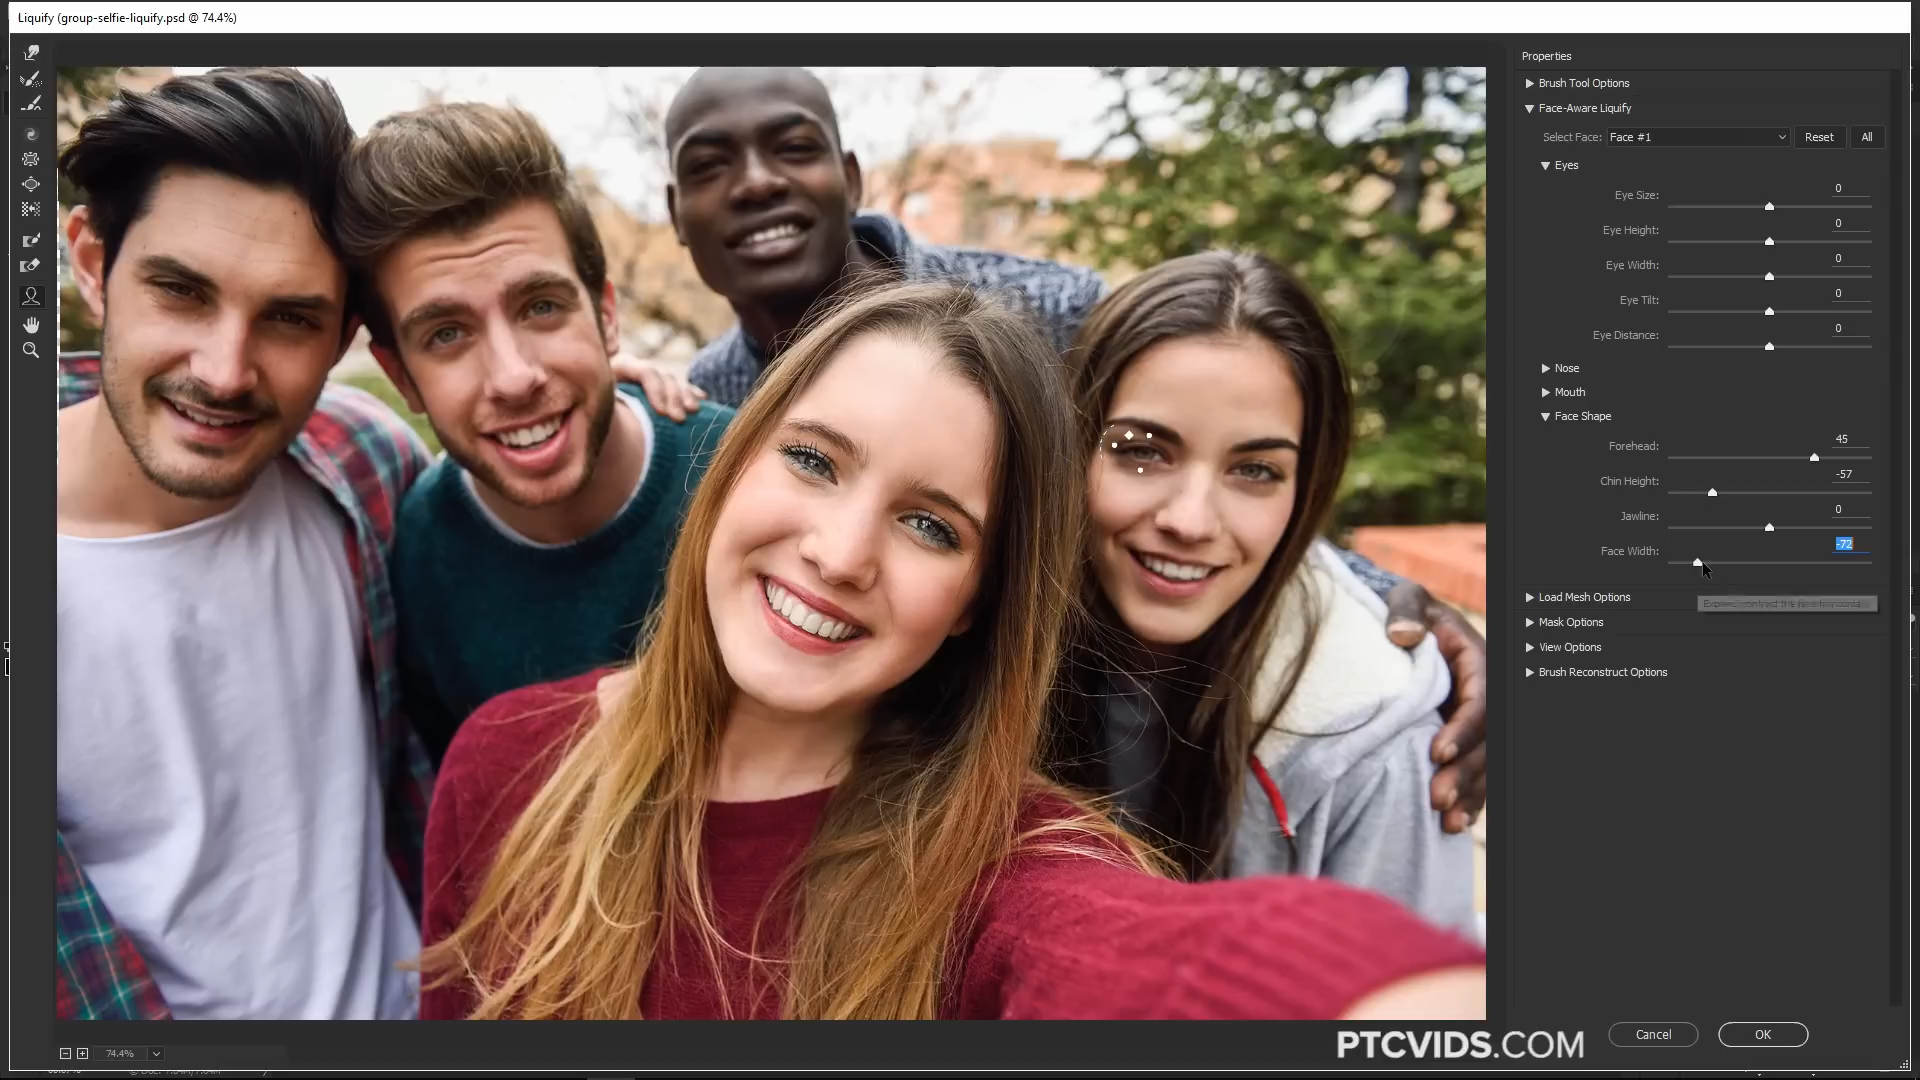 Liquify (group-selfie-liquify.psd @ 74.4%)
Properties
Brush Tool Options
Face-Aware Liquify
Select Face: Face #1 Reset All
Eyes
Eye Size: 0
Eye Height: 0
Eye Width: 0
Eye Tilt: 0
Eye Distance: 0
Nose
Mouth
Face Shape
Forehead: 45
Chin Height: -57
Jawline: 0
Face Width: -72
Load Mesh Options
Mask Options
View Options
Brush Reconstruct Options
PTCVIDS.COM
Cancel OK
74.4%